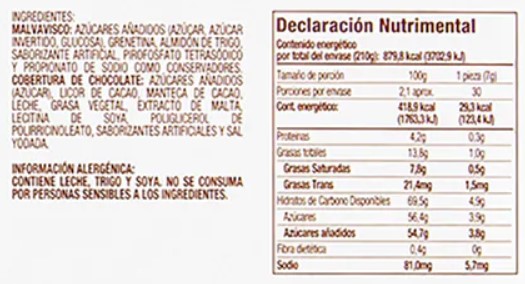 INGREDIENTES:
MALVAVISCO: AZÚCARES AÑADIDOS (AZÚCAR, AZÚCAR
INVERTIDO, GLUCOSA), GRENETINA, ALMIDÓN DE TRIGO,
SABORIZANTE ARTIFICIAL, PIROFOSFATO TETRASÓDICO
Y PROPIONATO DE SODIO COMO CONSERVADORES.
COBERTURA DE CHOCOLATE: AZÚCARES AÑADIDOS
(AZÚCAR), LICOR DE CACAO, MANTECA DE CACAO,
LECHE, GRASA VEGETAL, EXTRACTO DE MALTA,
LECITINA DE SOYA, POLIGLICEROL DE
POLIRRICINOLEATO, SABORIZANTES ARTIFICIALES Y SAL
YODADA.
INFORMACIÓN ALERGÉNICA:
CONTIENE LECHE, TRIGO Y SOYA. NO SE CONSUMA
POR PERSONAS SENSIBLES A LOS INGREDIENTES.
Declaración Nutrimental
Contenido energético
por total del envase (210g): 879,8 kcal (3702,9 kJ)
Tamaño de porción 100g 1 pieza (7g)
Porciones por envase 2,1 aprox. 30
Cont. energético: 418,9 kcal 29,3 kcal
(1763,3 kJ) (123,4 kJ)
Proteínas 4,2g 0,3g
Grasas totales 13,8g 1,0g
Grasas Saturadas 7,8g 0,5g
Grasas Trans 21,4mg 1,5mg
Hidratos de Carbono Disponibles 69,5g 4,9g
Azúcares 56,4g 3,9g
Azúcares añadidos 54,7g 3,8g
Fibra dietética 0,4g 0g
Sodio 81,0mg 5,7mg